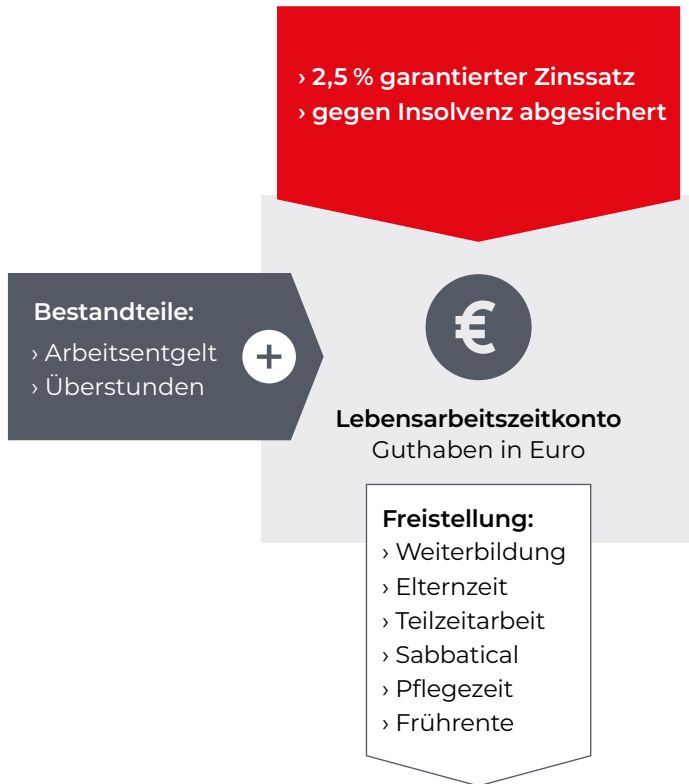 › 2,5 % garantierter Zinssatz
› gegen Insolvenz abgesichert
Bestandteile:
› Arbeitsentgelt
› Überstunden
+
€
Lebensarbeitszeitkonto
Guthaben in Euro
Freistellung:
› Weiterbildung
› Elternzeit
› Teilzeitarbeit
› Sabbatical
› Pflegezeit
› Frührente